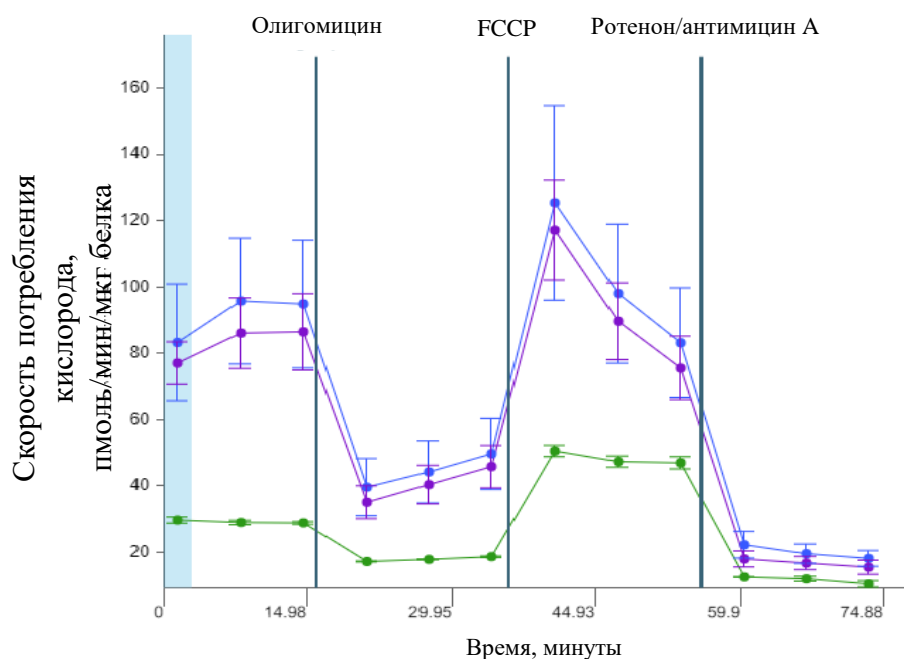 Олигомицин
FCCP
Ротенон/антимицин А
Скорость потребления
кислорода,
пмоль/мин/мкг белка
160
140
120
100
80
60
40
20
0
14.98
29.95
44.93
59.9
74.88
Время, минуты